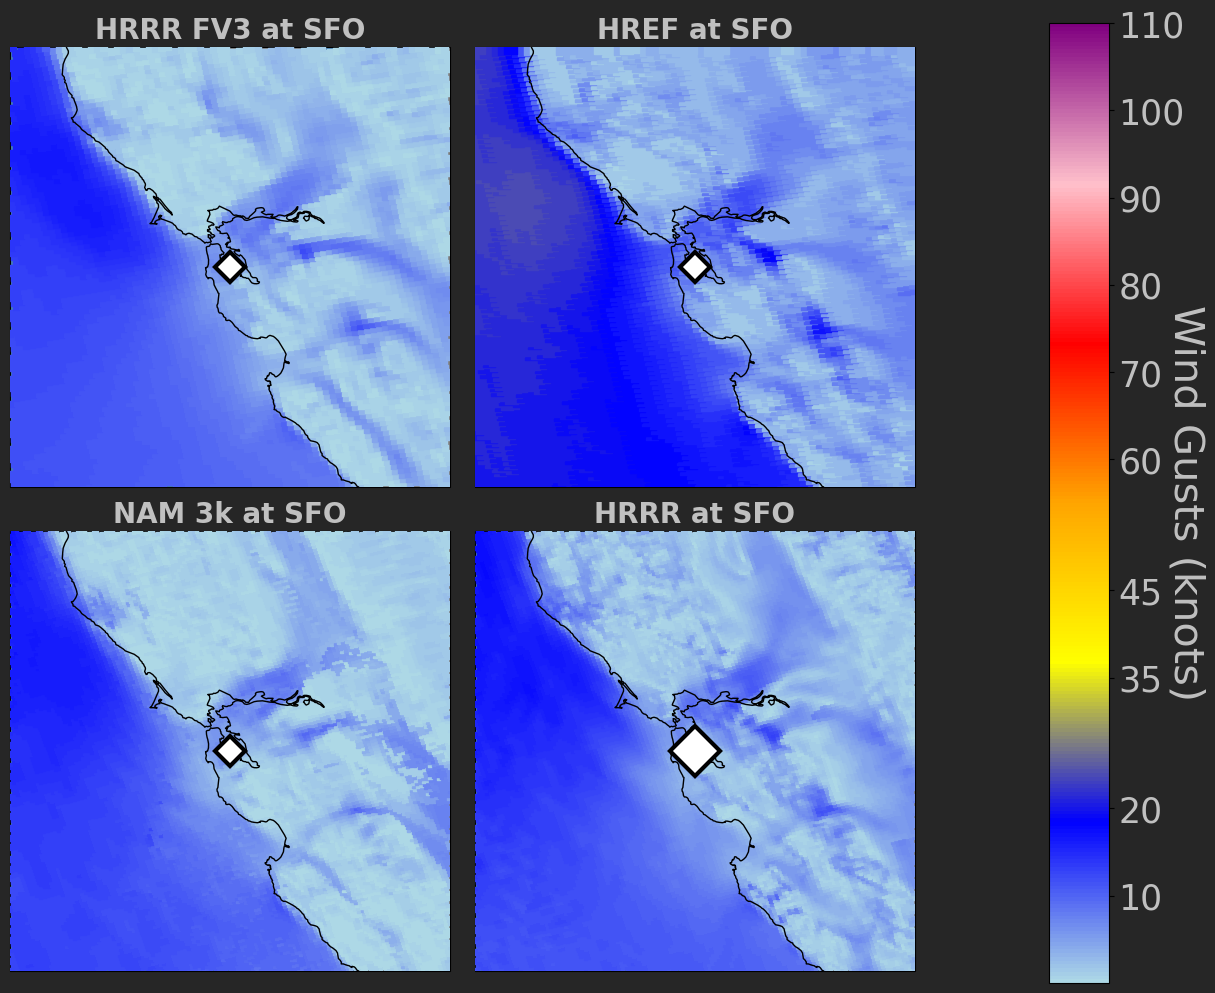 HRRR FV3 at SFO
HREF at SFO
NAM 3k at SFO
HRRR at SFO
110
100
90
80
70
60
45
35
20
10
Wind Gusts (knots)